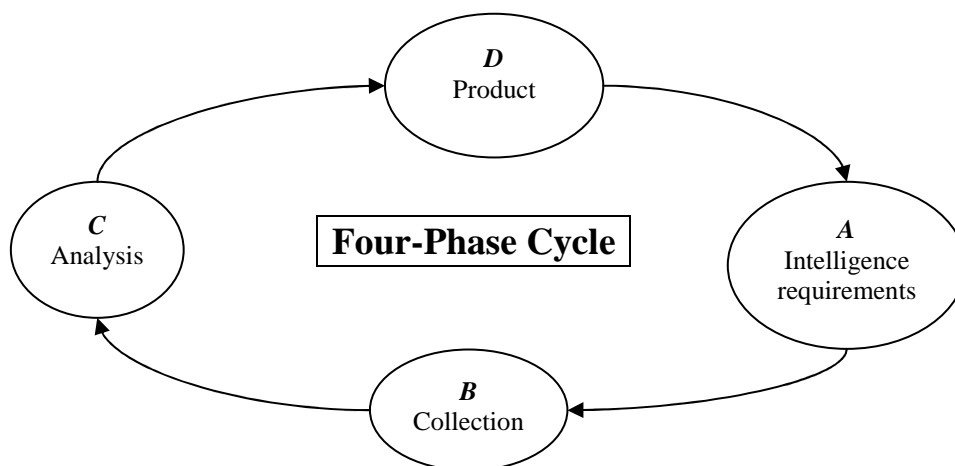 D
Product
C
Analysis
Four-Phase Cycle
A
Intelligence
requirements
B
Collection